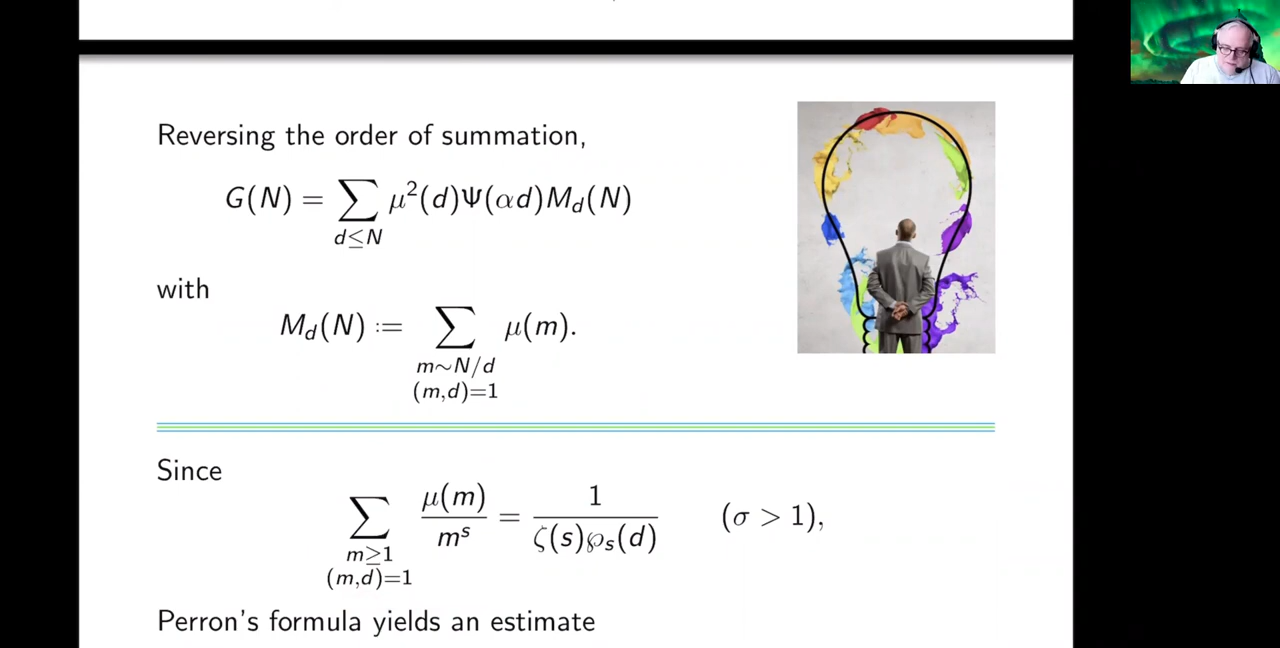 Reversing the order of summation,
G(N) = ∑ μ²(d)Ψ(αd)M_d(N)
d≤N
with
M_d(N) := ∑ μ(m).
m∼N/d
(m,d)=1
Since
∑ μ(m)/m^s = 1/(ζ(s)℘_s(d)) (σ > 1),
m≥1
(m,d)=1
Perron's formula yields an estimate